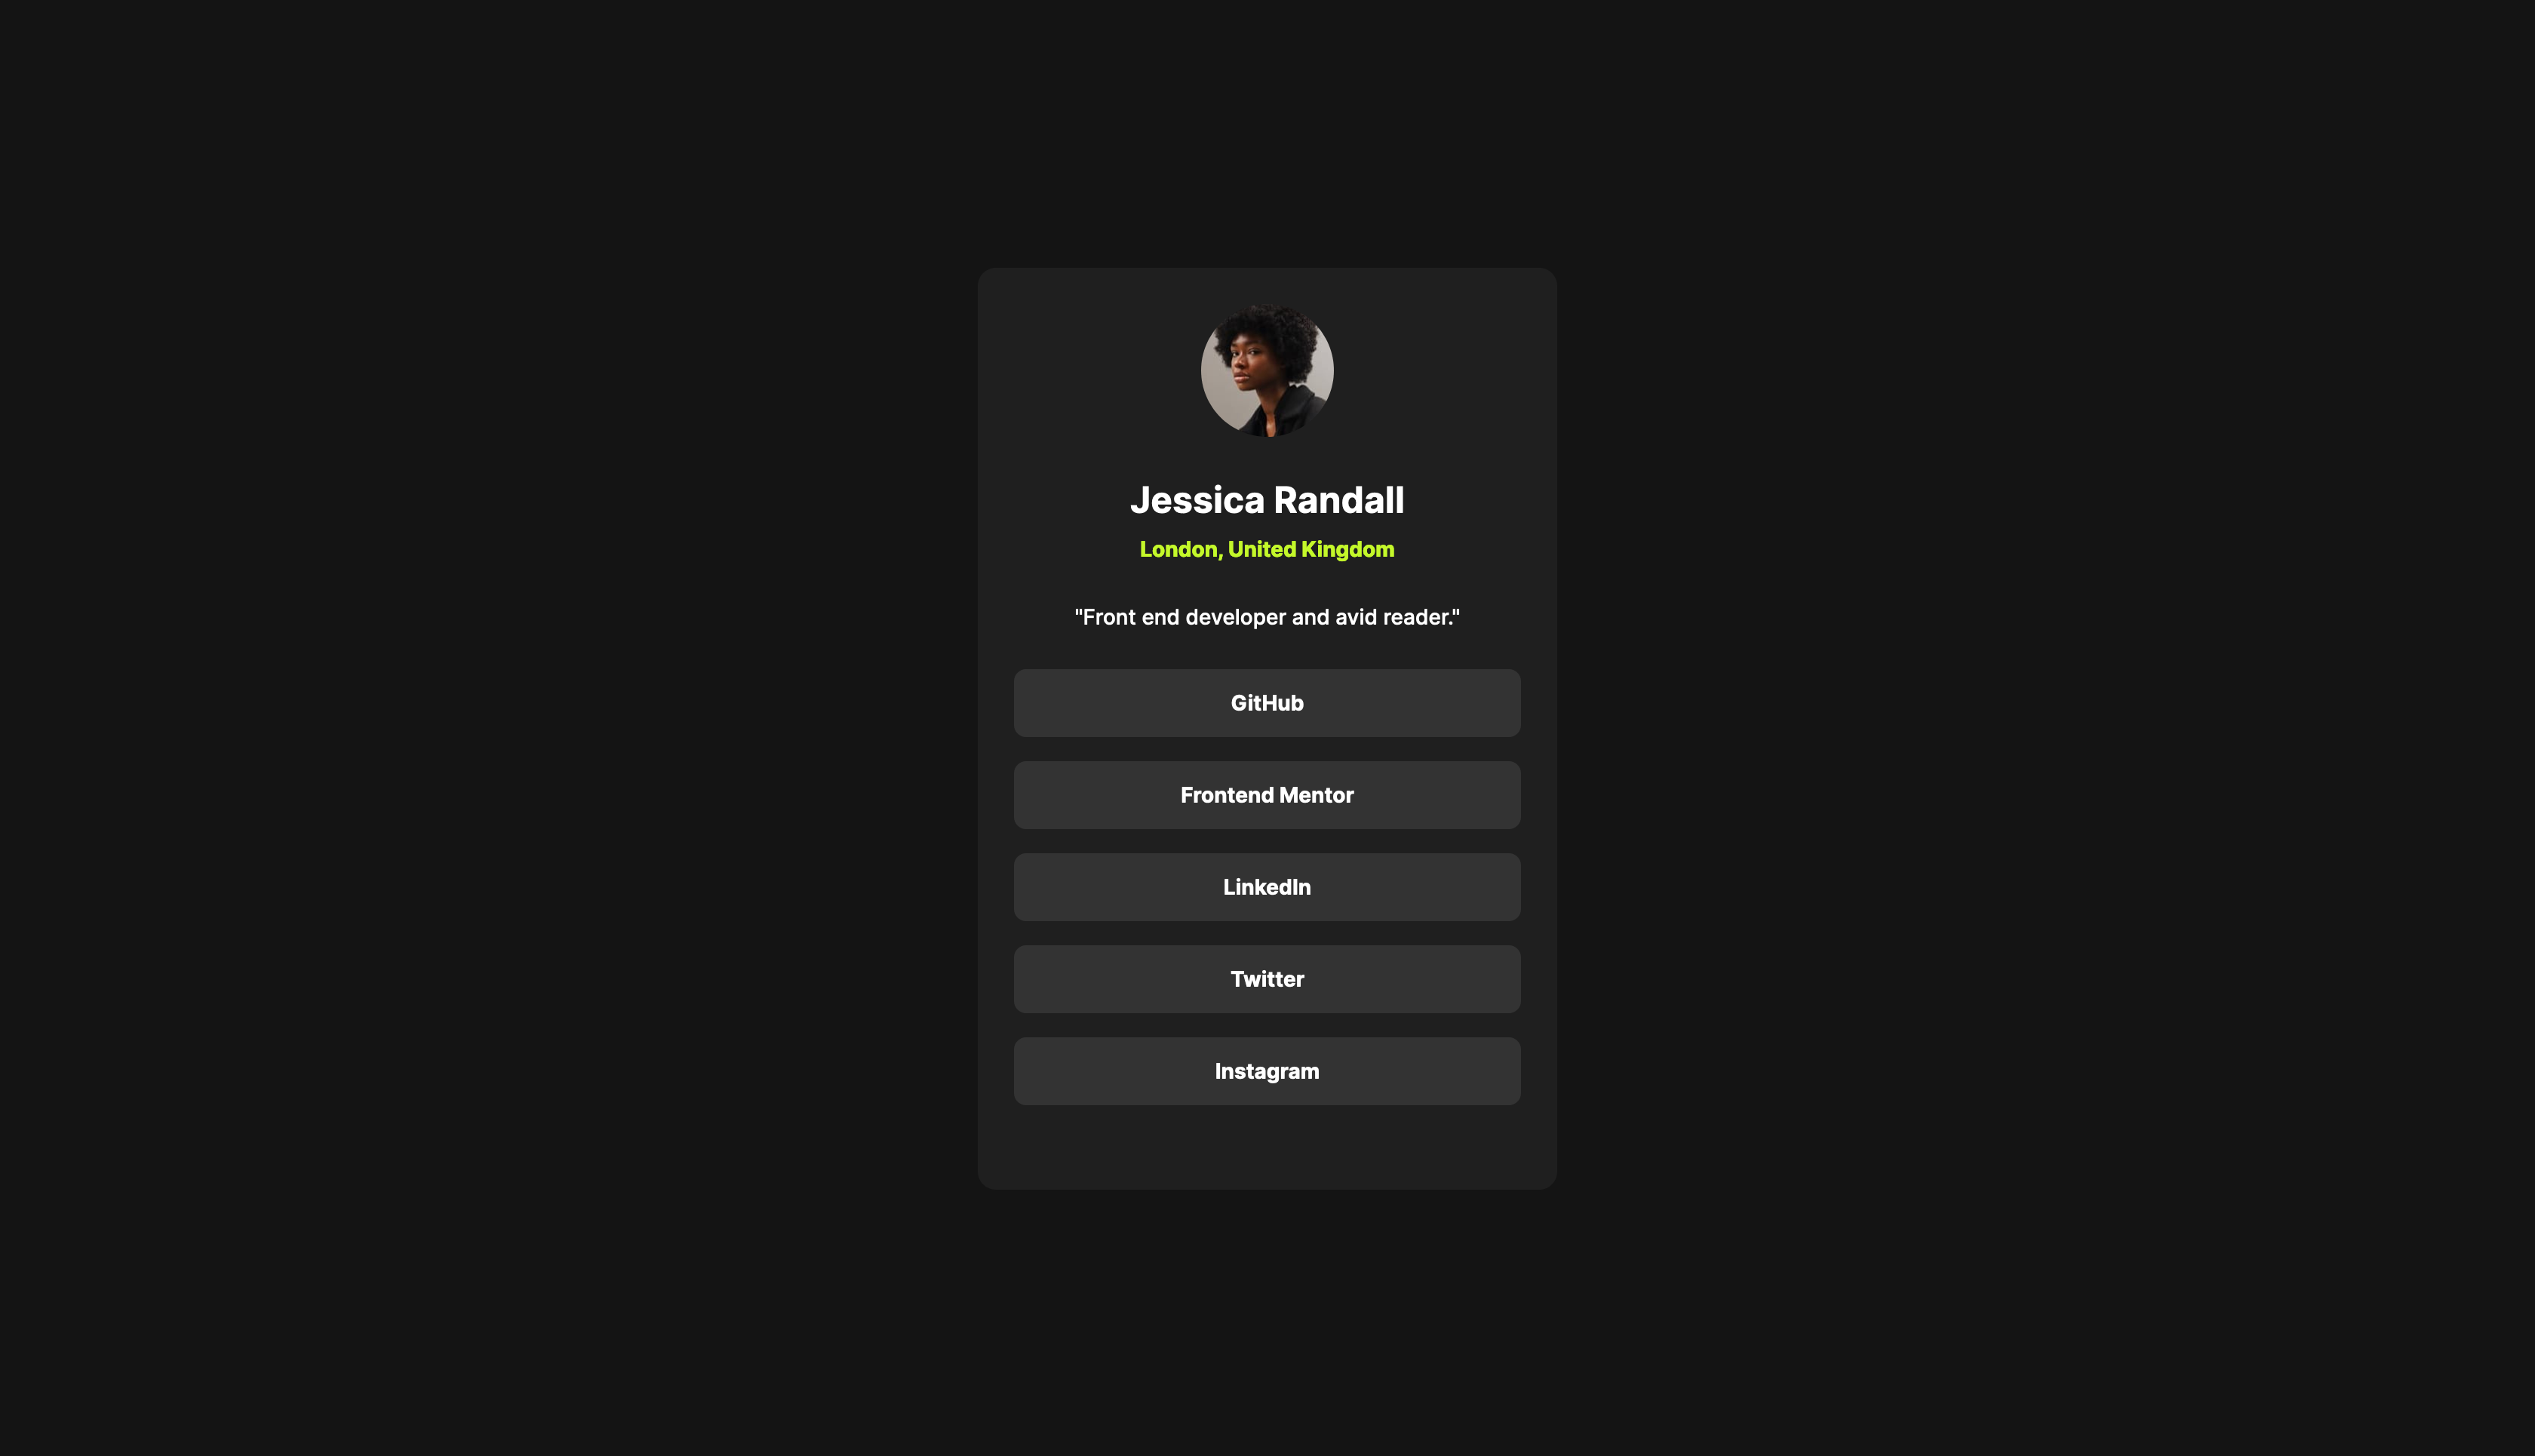 Jessica Randall
London, United Kingdom
"Front end developer and avid reader."
GitHub
Frontend Mentor
LinkedIn
Twitter
Instagram